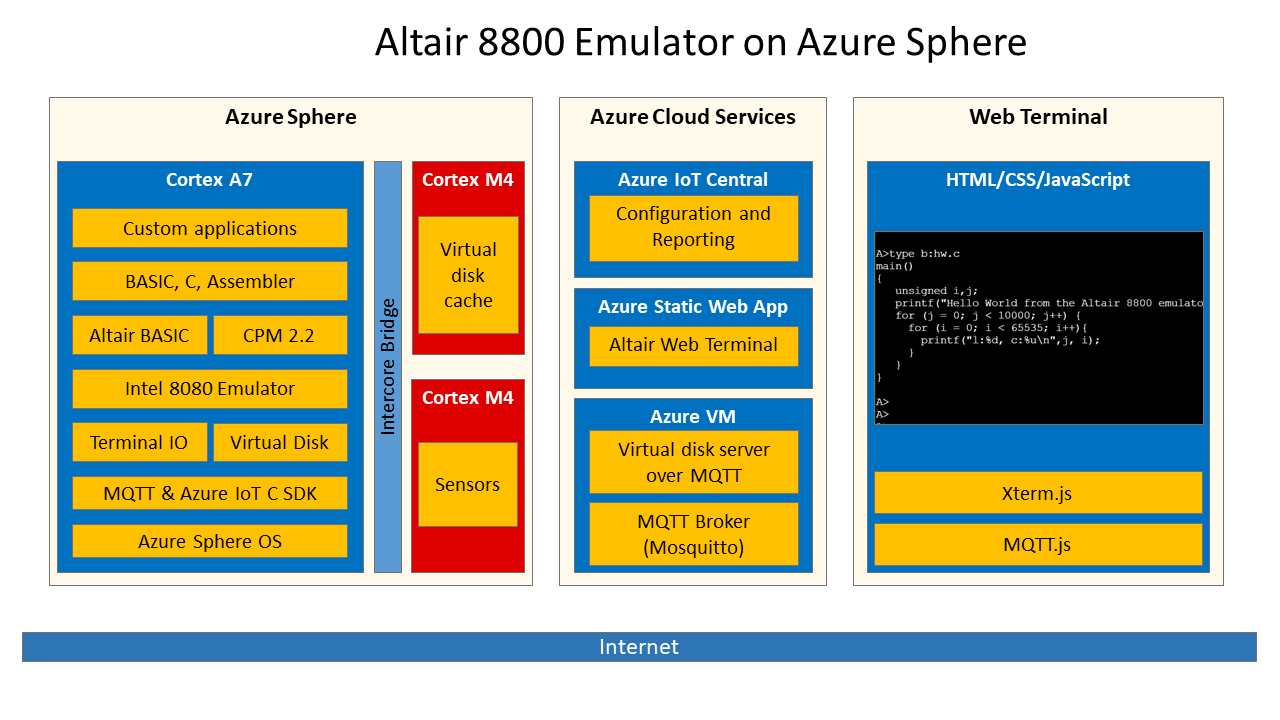 Altair 8800 Emulator on Azure Sphere
Azure Sphere
Cortex A7
Custom applications
BASIC, C, Assembler
Altair BASIC
CPM 2.2
Intel 8080 Emulator
Terminal IO
Virtual Disk
MQTT & Azure IoT C SDK
Azure Sphere OS
Intercore Bridge
Cortex M4
Virtual
disk
cache
Cortex M4
Sensors
Azure Cloud Services
Azure IoT Central
Configuration and
Reporting
Azure Static Web App
Altair Web Terminal
Azure VM
Virtual disk server
over MQTT
MQTT Broker
(Mosquitto)
Web Terminal
HTML/CSS/JavaScript
A>type b:hw.c
main()
{
unsigned i,j;
printf("Hello World from the Altair 8800 emulato
for (j = 0; j < 10000; j++) {
for (i = 0; i < 65535; i++){
printf("l:%d, c:%u\n",j, i);
}
}
}
A>
A>
Xterm.js
MQTT.js
Internet